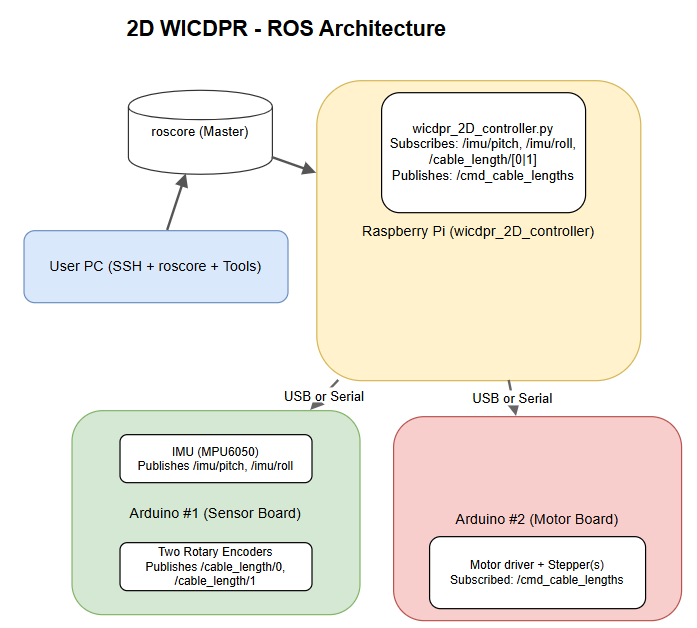 2D WICDPR - ROS Architecture
roscore (Master)
wicdpr_2D_controller.py
Subscribes: /imu/pitch, /imu/roll,
/cable_length/[0|1]
Publishes: /cmd_cable_lengths
Raspberry Pi (wicdpr_2D_controller)
User PC (SSH + roscore + Tools)
USB or Serial
USB or Serial
IMU (MPU6050)
Publishes /imu/pitch, /imu/roll
Arduino #1 (Sensor Board)
Two Rotary Encoders
Publishes /cable_length/0,
/cable_length/1
Arduino #2 (Motor Board)
Motor driver + Stepper(s)
Subscribed: /cmd_cable_lengths